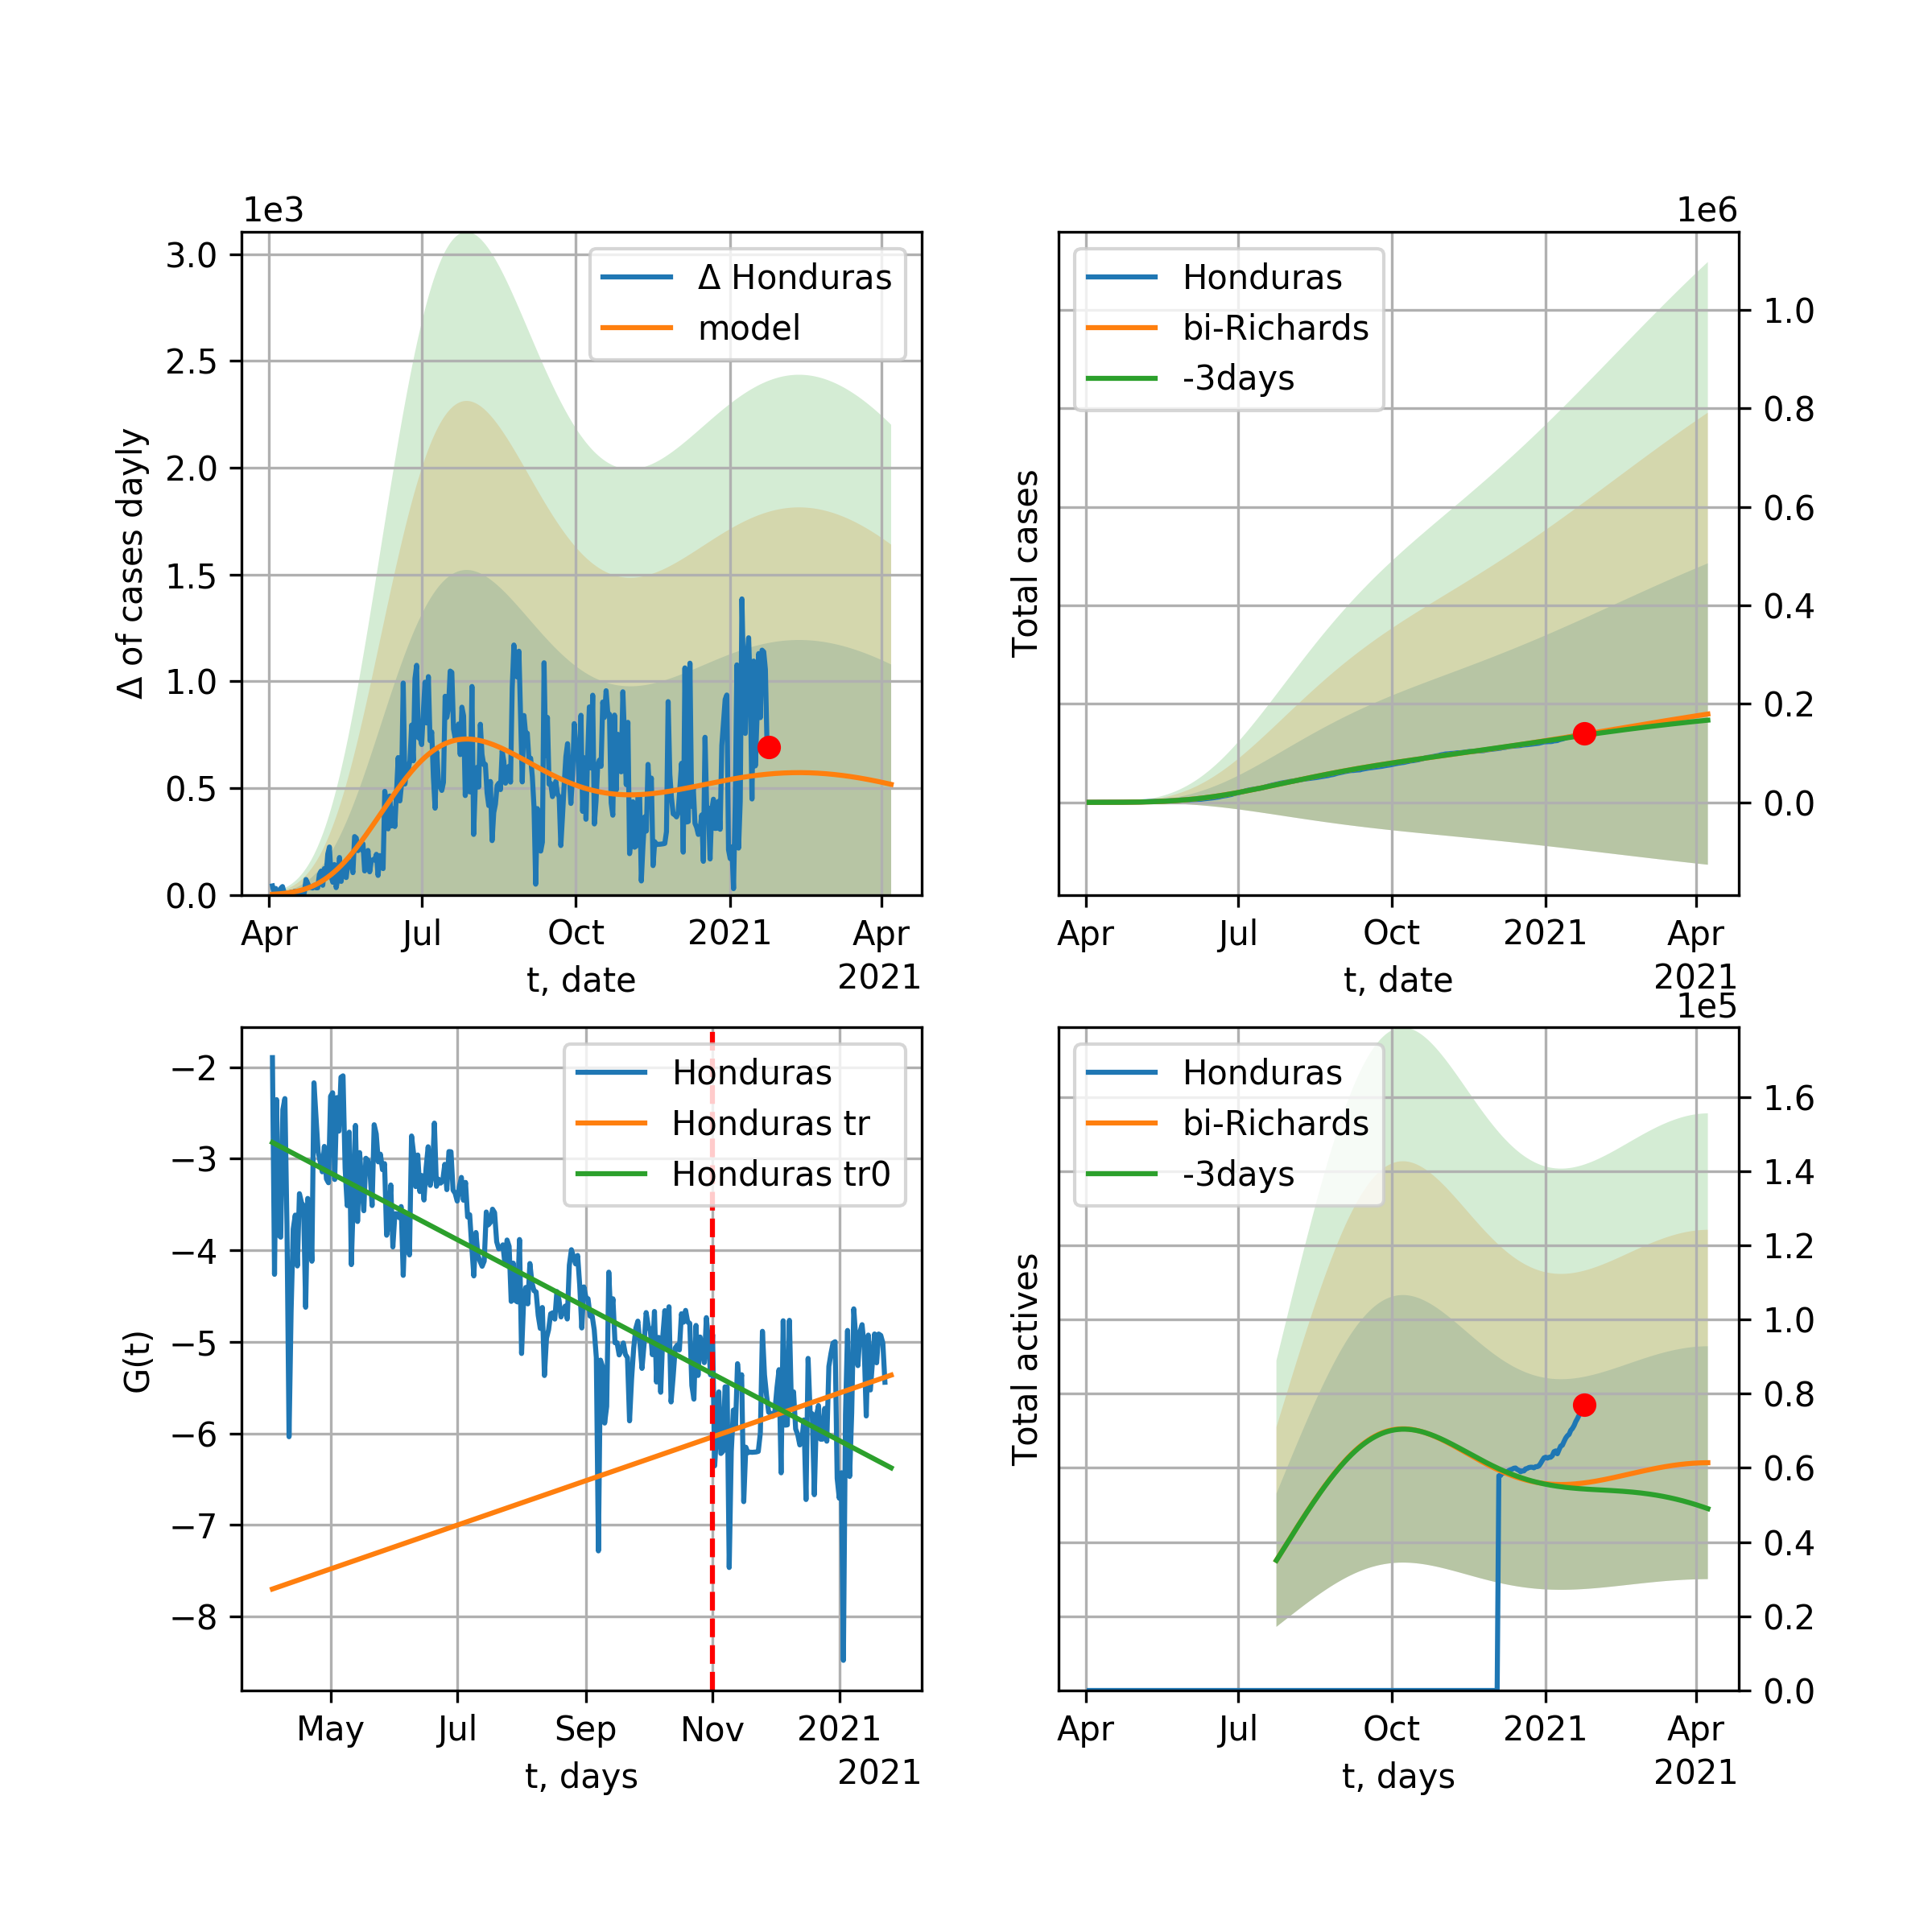 1e3
3.0
2.5
2.0
1.5
1.0
0.5
0.0
Δ of cases dayly
Δ Honduras
model
Apr
Jul
Oct
2021
Apr
2021
t, date
1e6
Honduras
bi-Richards
-3days
Total cases
1.0
0.8
0.6
0.4
0.2
0.0
Apr
Jul
Oct
2021
Apr
2021
t, date
−2
−3
−4
−5
−6
−7
−8
G(t)
Honduras
Honduras tr
Honduras tr0
May
Jul
Sep
Nov
2021
2021
t, days
1e5
Honduras
bi-Richards
-3days
Total actives
1.6
1.4
1.2
1.0
0.8
0.6
0.4
0.2
0.0
Apr
Jul
Oct
2021
Apr
2021
t, days